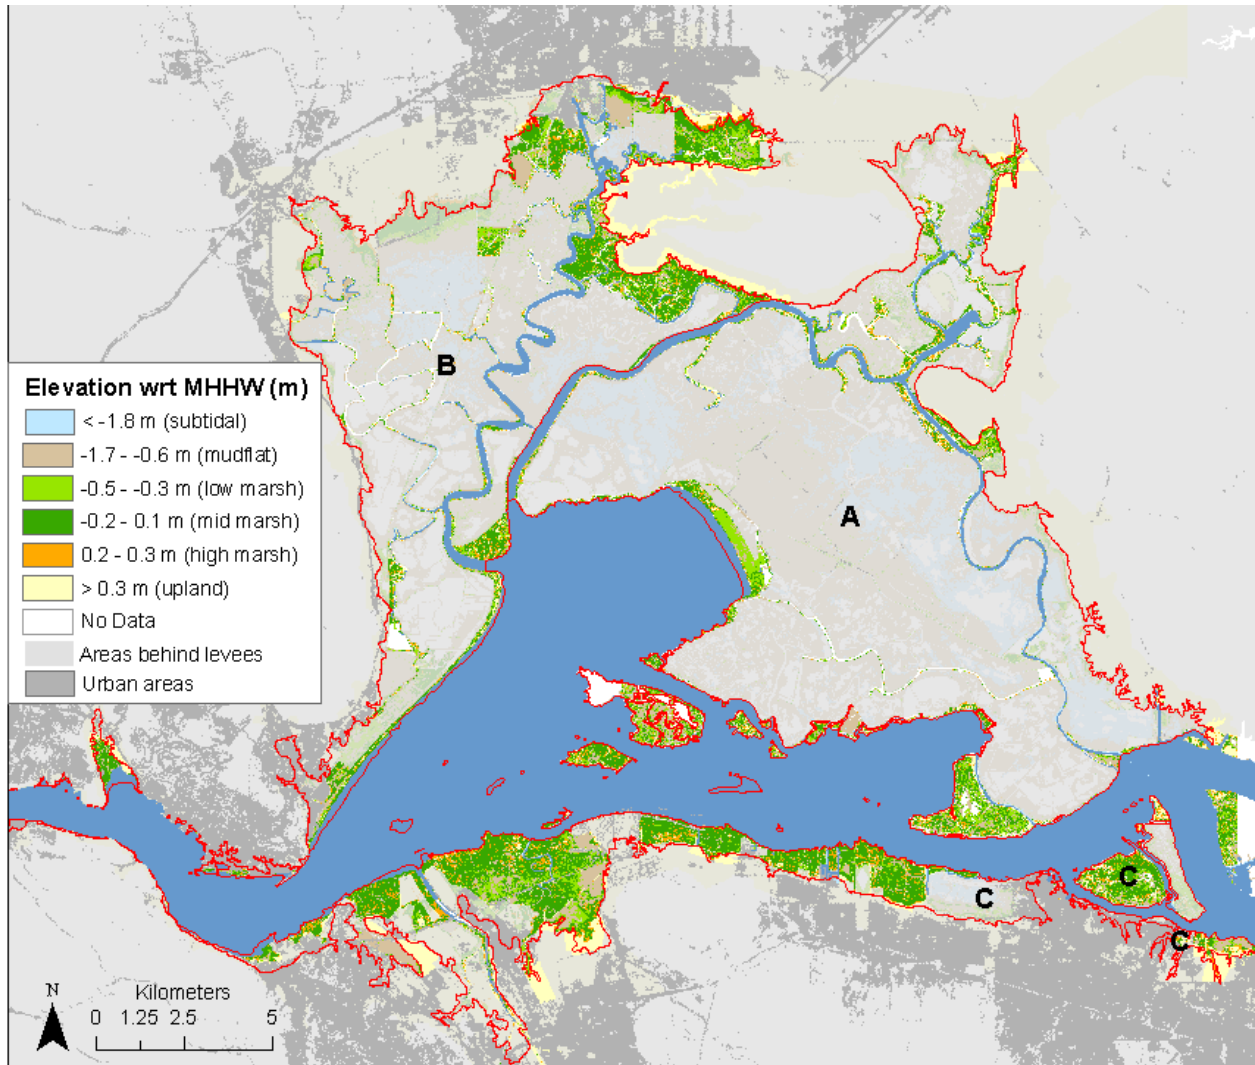 B
A
Elevation wrt MHHW (m)
< -1.8 m (subtidal)
-1.7 - -0.6 m (mudflat)
-0.5 - -0.3 m (low marsh)
-0.2 - 0.1 m (mid marsh)
0.2 - 0.3 m (high marsh)
> 0.3 m (upland)
No Data
Areas behind levees
Urban areas
C
C
C
N
Kilometers
0 1.25 2.5 5